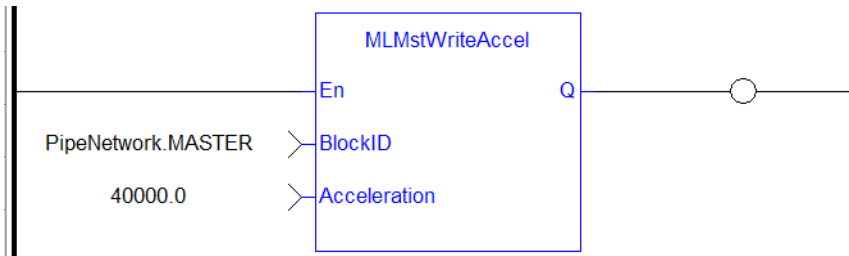 MLMstWriteAccel
En Q
PipeNetwork.MASTER BlockID
40000.0 Acceleration